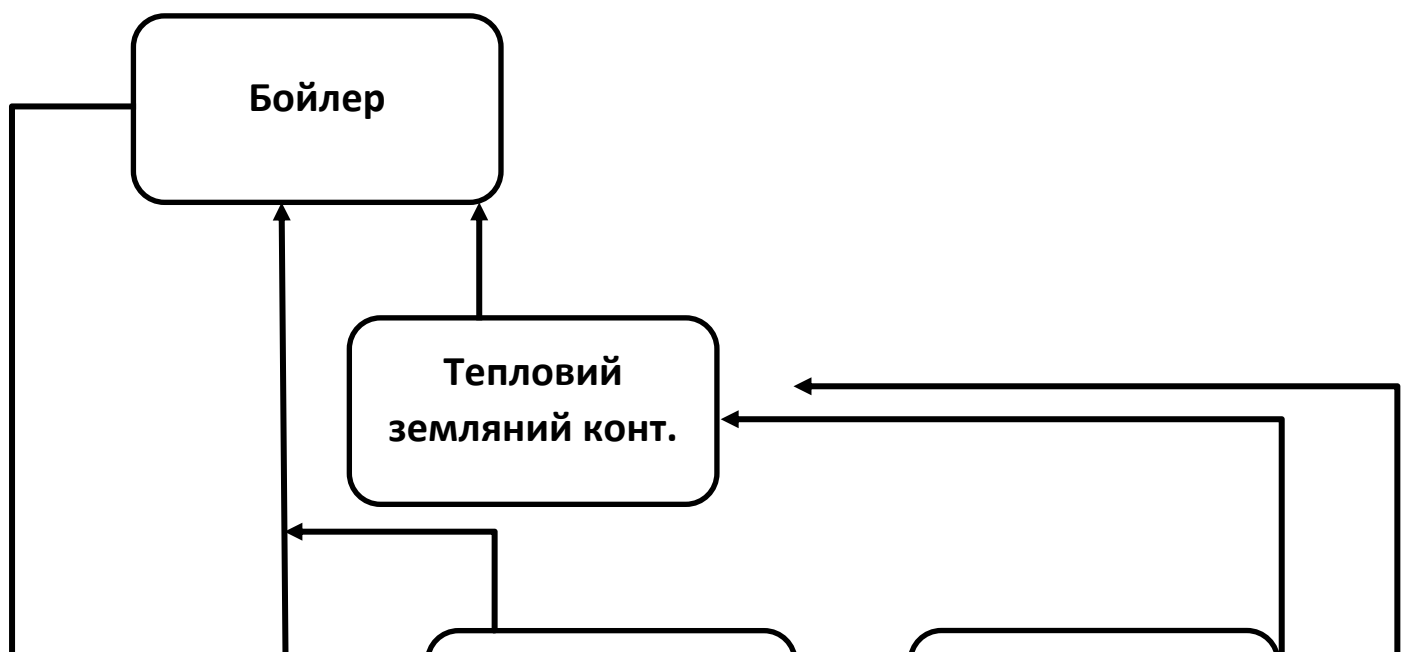 Бойлер
Тепловий
земляний конт.